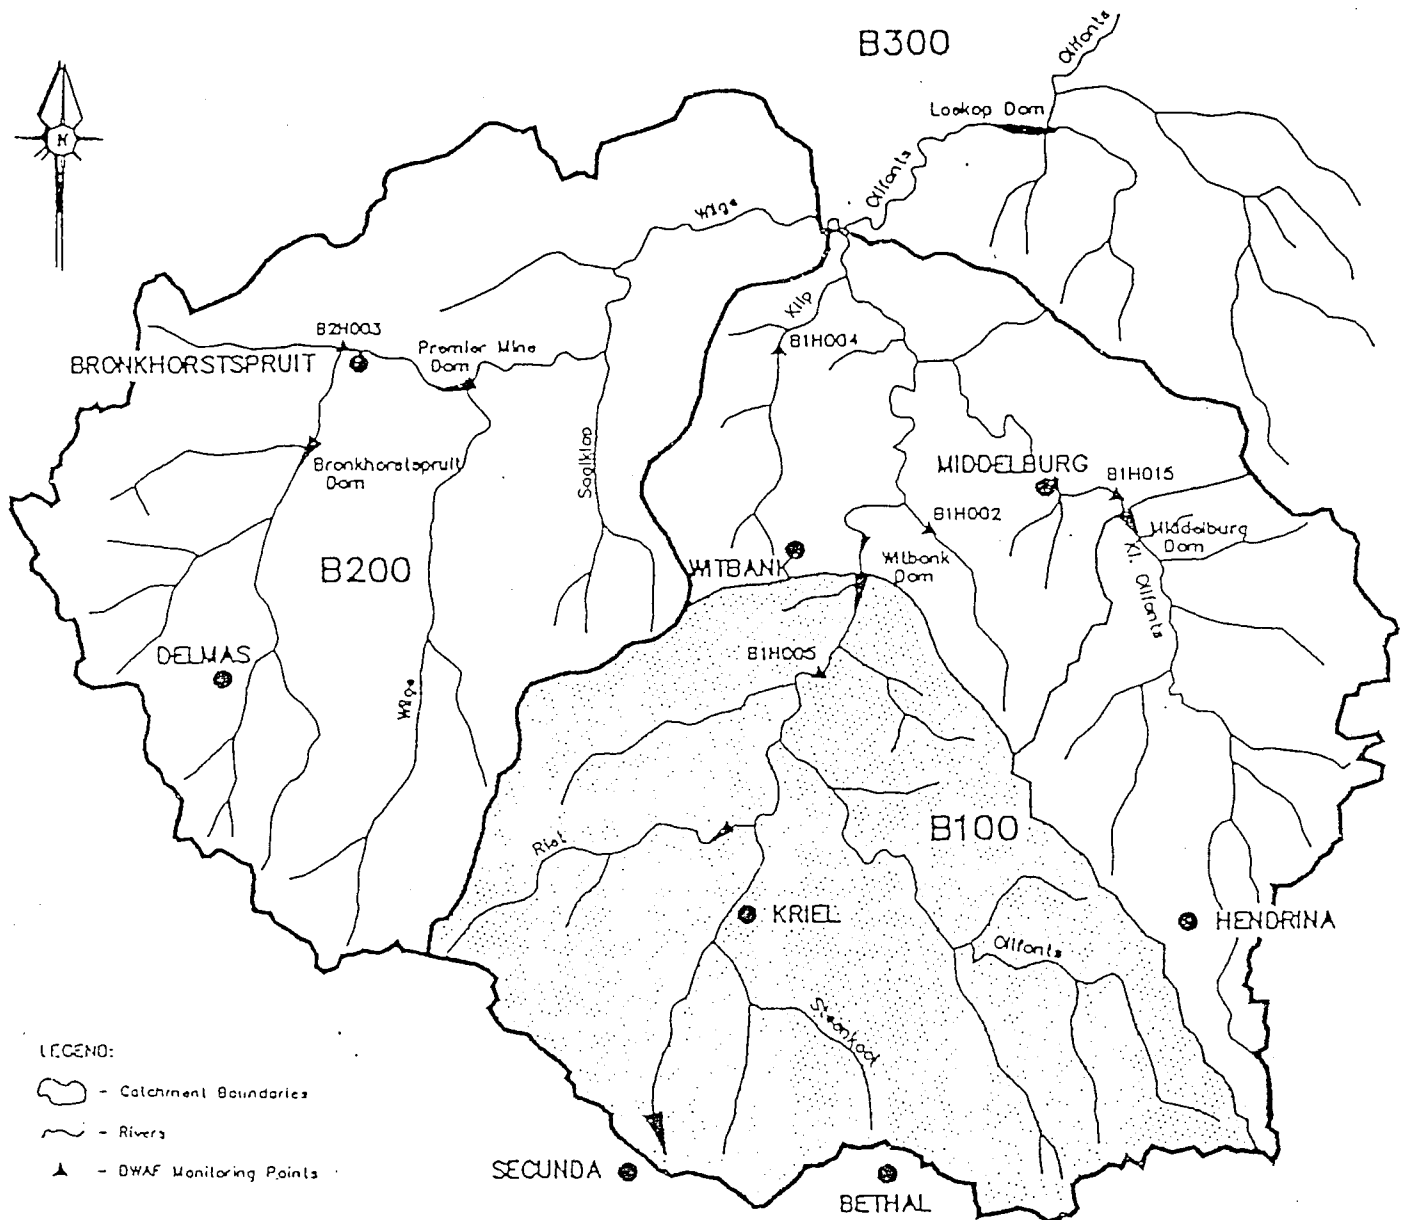 Olifants
B300
Loskop Dam
N
Olifants
Wilge
Klip
B2H003
B1H004
Premier Mine
Dam
BRONKHORSTSPRUIT
Bronkhorstspruit
Dam
Saalklap
MIDDELBURG
B1H015
B1H002
Middelburg
Dam
Kl. Olifants
B200
WITBANK
Witbank
Dam
DELMAS
B1H005
Wilge
B100
Riet
KRIEL
HENDRINA
Olifants
Steenkool
LEGEND:
- Catchment Boundaries
- Rivers
- DWAF Monitoring Points
SECUNDA
BETHAL